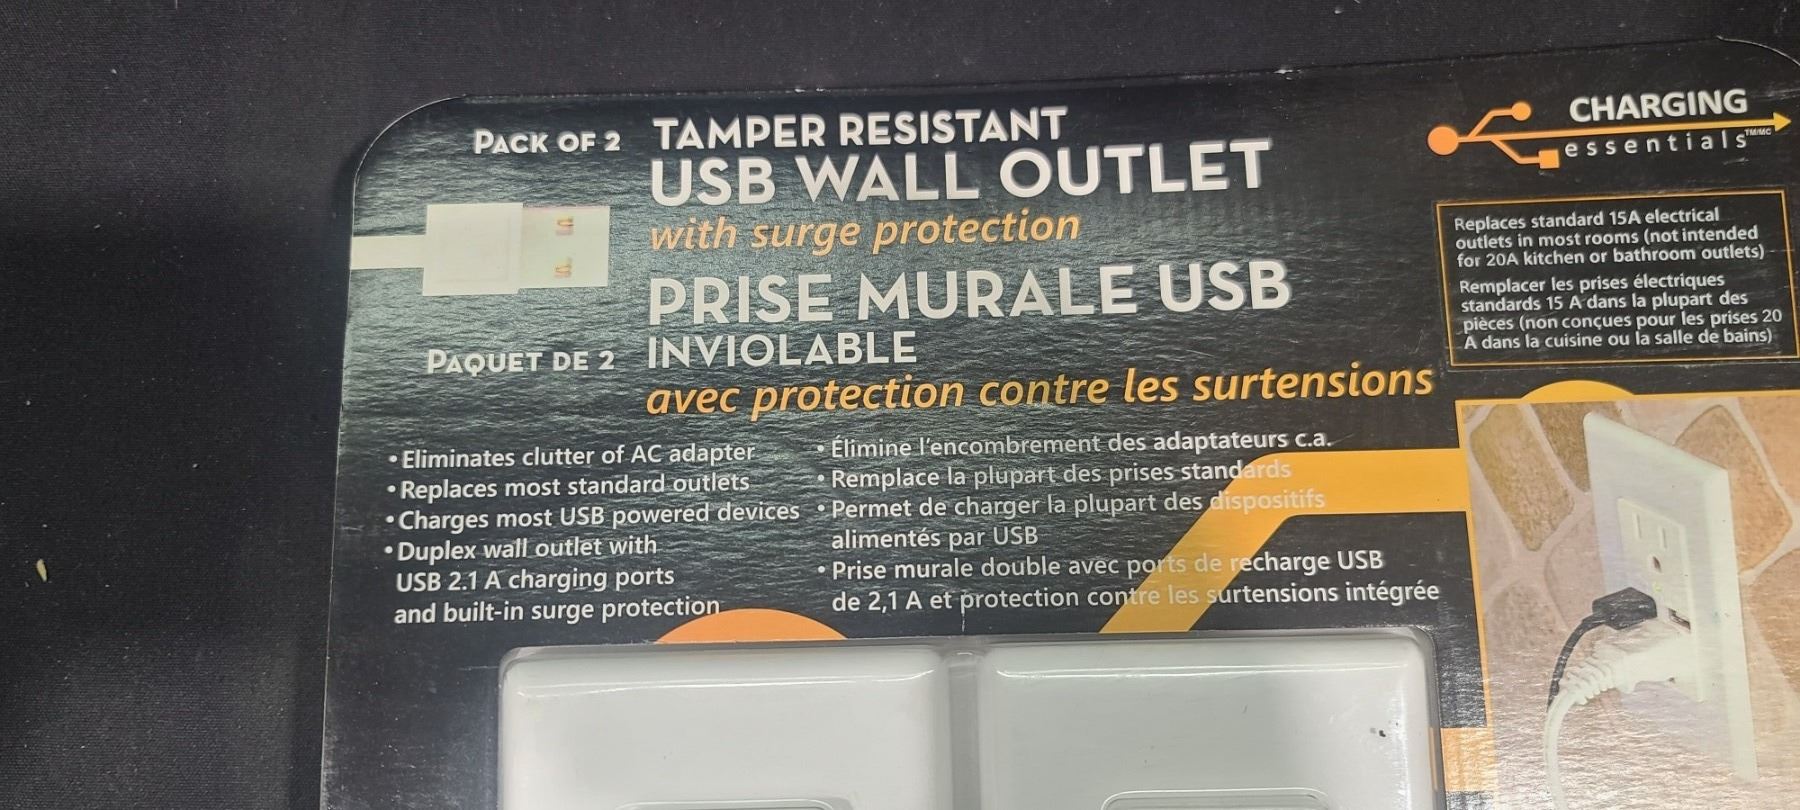 PACK OF 2
TAMPER RESISTANT
USB WALL OUTLET
with surge protection
PRISE MURALE USB
PAQUET DE 2
INVIOLABLE
avec protection contre les surtensions
CHARGING
essentials™/MC
Replaces standard 15A electrical
outlets in most rooms (not intended
for 20A kitchen or bathroom outlets)
Remplacer les prises électriques
standards 15 A dans la plupart des
pièces (non conçues pour les prises 20
A dans la cuisine ou la salle de bains)
• Eliminates clutter of AC adapter
• Replaces most standard outlets
• Charges most USB powered devices
• Duplex wall outlet with
USB 2.1 A charging ports
and built-in surge protection
• Élimine l'encombrement des adaptateurs c.a.
• Remplace la plupart des prises standards
• Permet de charger la plupart des dispositifs
alimentés par USB
• Prise murale double avec ports de recharge USB
de 2,1 A et protection contre les surtensions intégrée